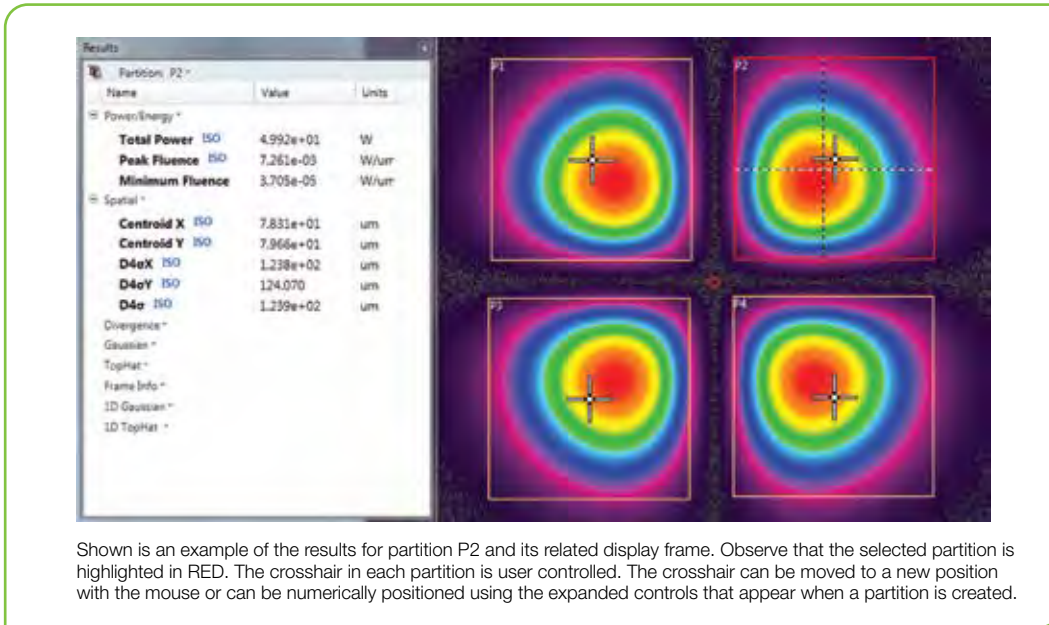 Results
Partition: P2
Name Value Units
Power/Energy
Total Power ISO 4.992e+01 W
Peak Fluence ISO 7.261e-03 W/um
Minimum Fluence 3.705e-05 W/um
Spatial
Centroid X ISO 7.831e+01 um
Centroid Y ISO 7.966e+01 um
D4σX ISO 1.238e+02 um
D4σY ISO 124.070 um
D4σ ISO 1.239e+02 um
Divergence
Gaussian
TopHat
Frame Info
1D Gaussian
1D TopHat
P1 P2
P3 P4
Shown is an example of the results for partition P2 and its related display frame. Observe that the selected partition is
highlighted in RED. The crosshair in each partition is user controlled. The crosshair can be moved to a new position
with the mouse or can be numerically positioned using the expanded controls that appear when a partition is created.